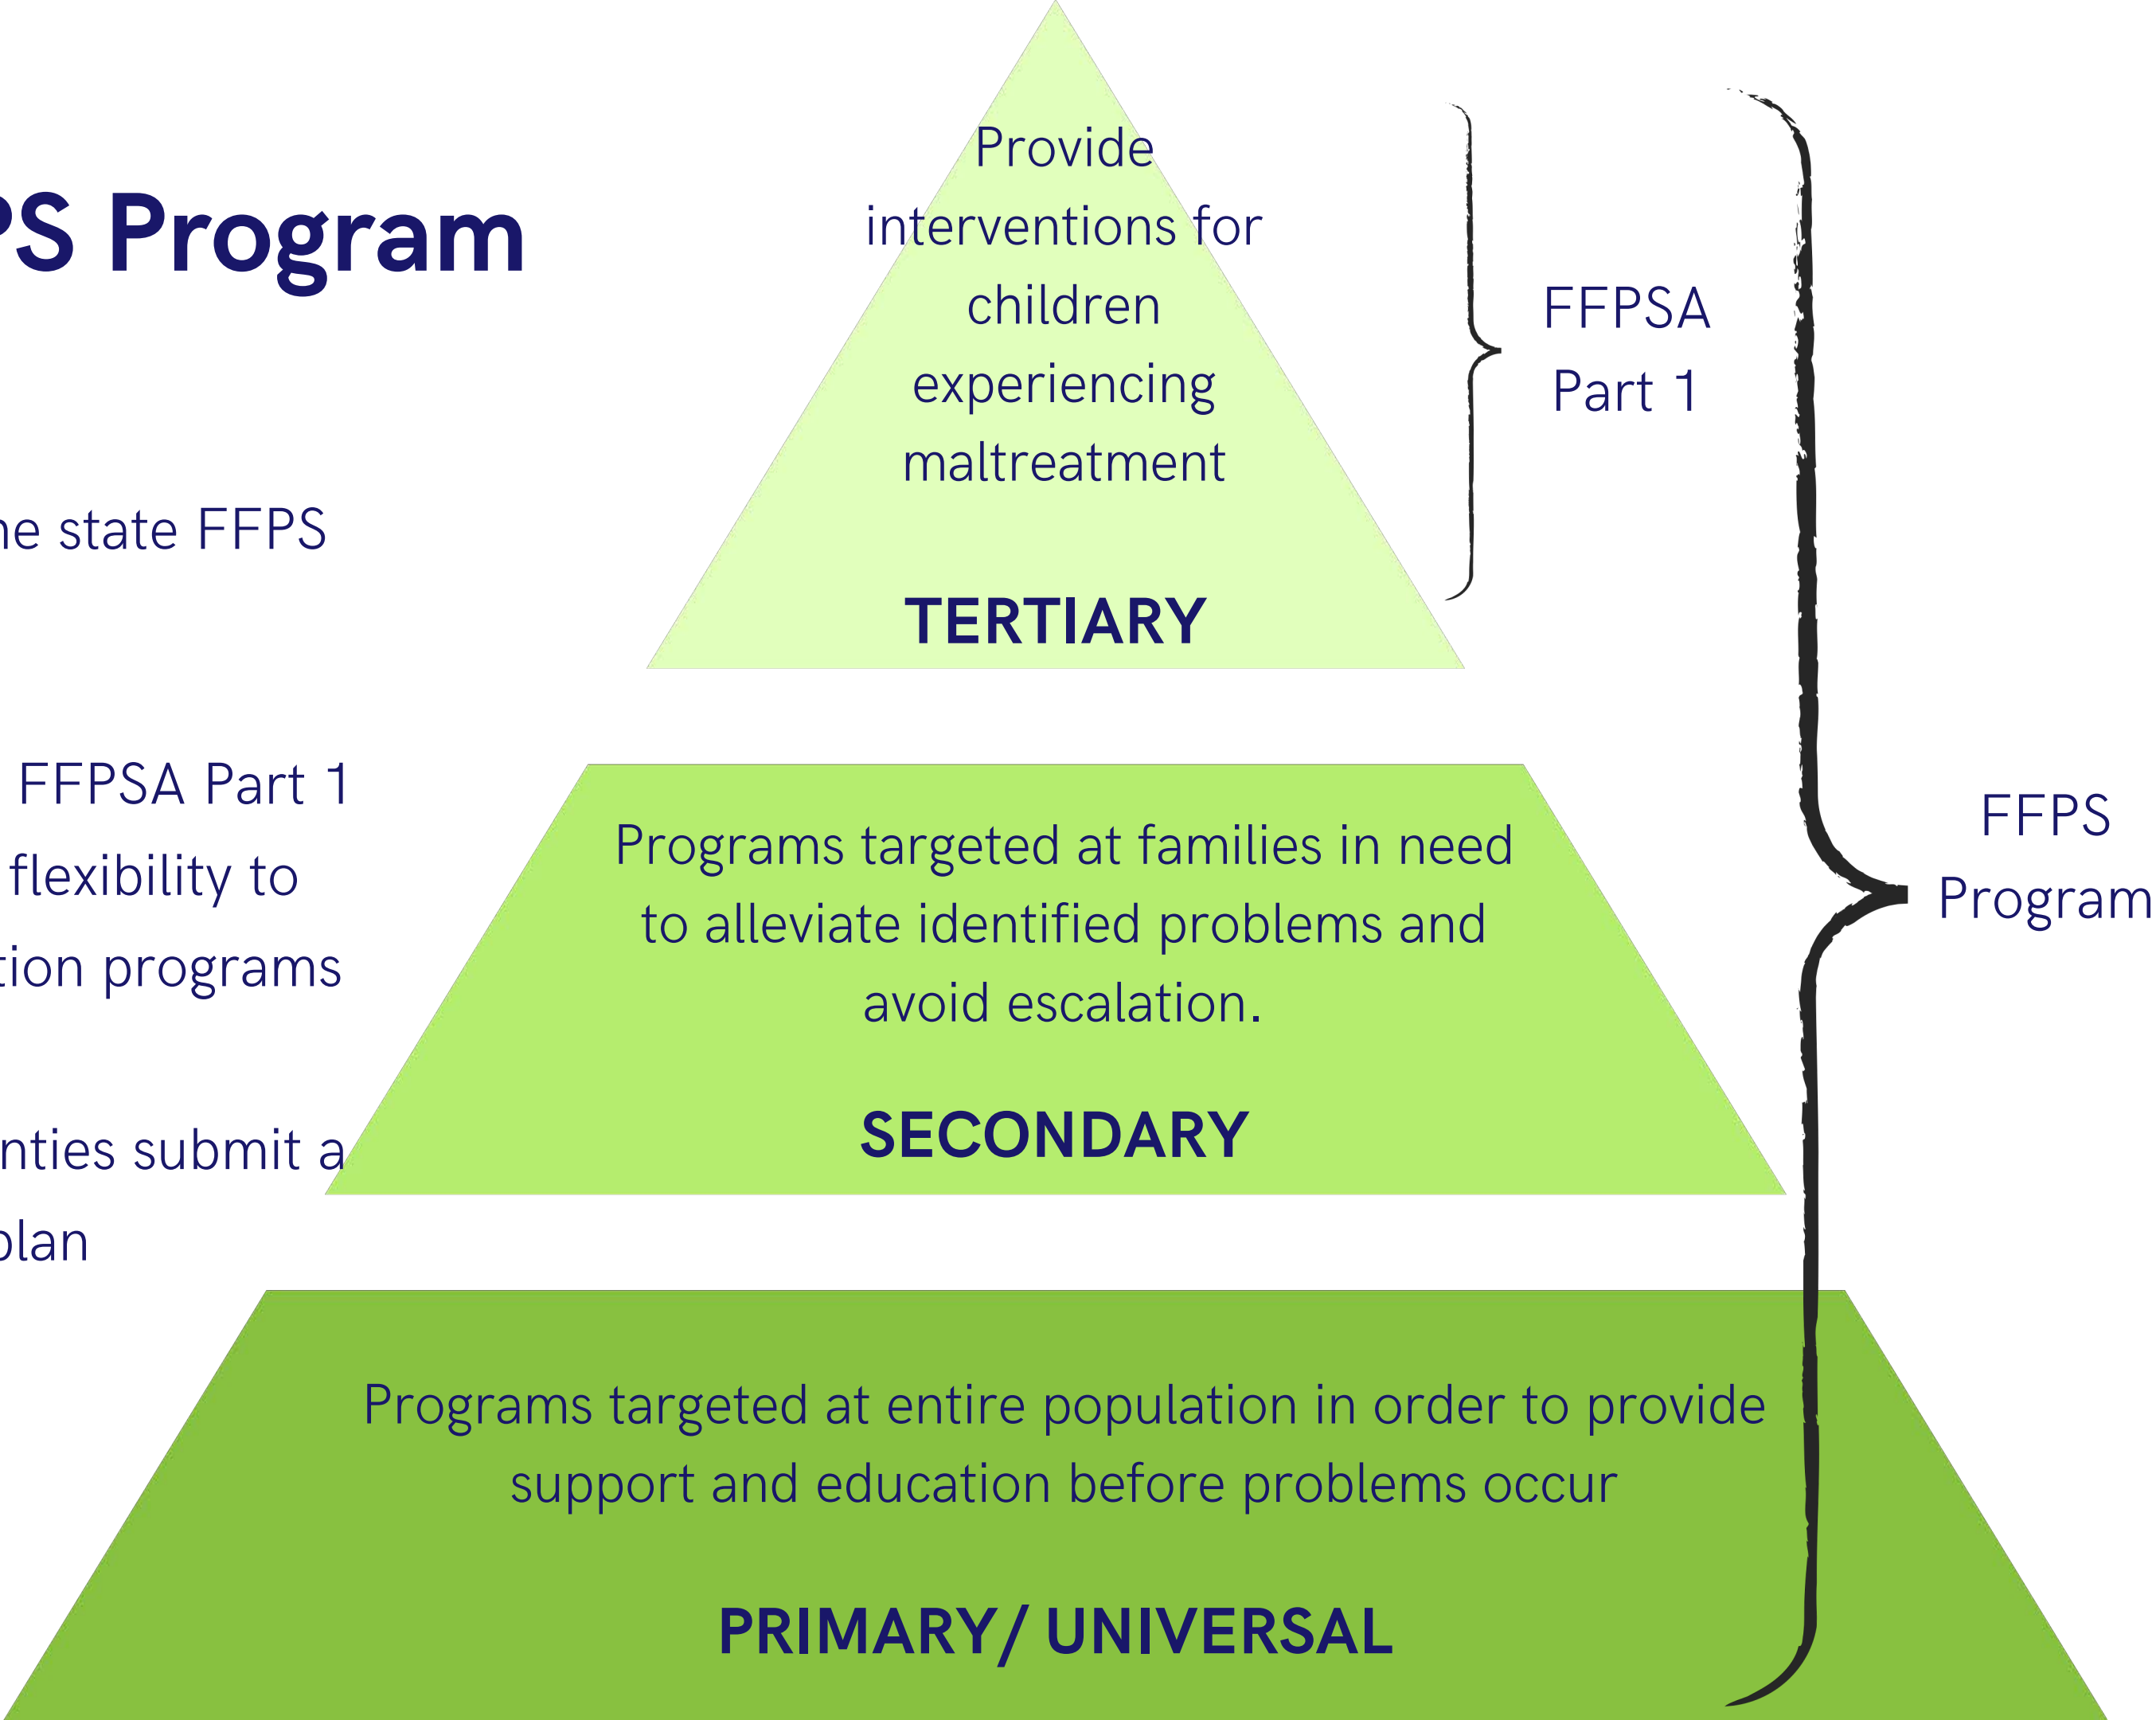 PS Program
ne state FFPS
FFPSA Part 1
flexibility to
tion programs
nties submit a
plan
Provide
interventions for
children
experiencing
maltreatment
TERTIARY
FFPSA
Part 1
Programs targeted at families in need
to alleviate identified problems and
avoid escalation.
SECONDARY
FFPS
Program
Programs targeted at entire population in order to provide
support and education before problems occur
PRIMARY/ UNIVERSAL